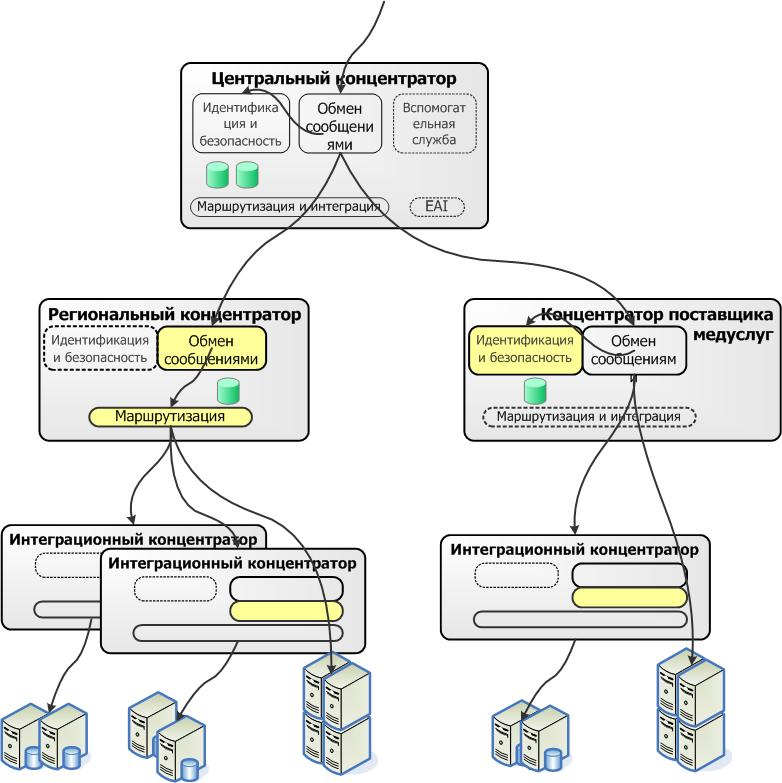 Центральный концентратор
Идентифика
ция и
безопасность
Обмен
сообщени
ями
Вспомогат
ельная
служба
Маршрутизация и интеграция
EAI
Региональный концентратор
Идентификация
и безопасность
Обмен
сообщениями
Маршрутизация
Концентратор поставщика
медуслуг
Идентификация
и безопасность
Обмен
сообщениям
и
Маршрутизация и интеграция
Интеграционный концентратор
Интеграционный концентратор
Интеграционный концентратор